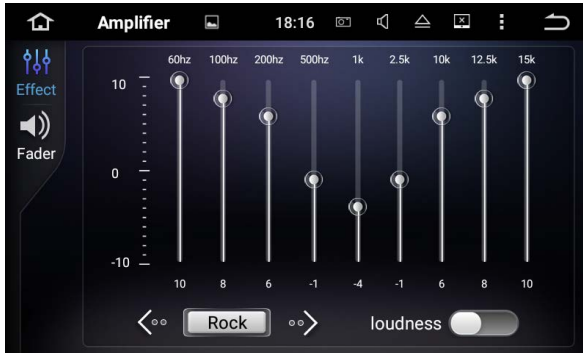 Amplifier 18:16
Effect
Fader
60hz 100hz 200hz 500hz 1k 2.5k 10k 12.5k 15k
10
0
-10
10 8 6 -1 -4 -1 6 8 10
Rock loudness